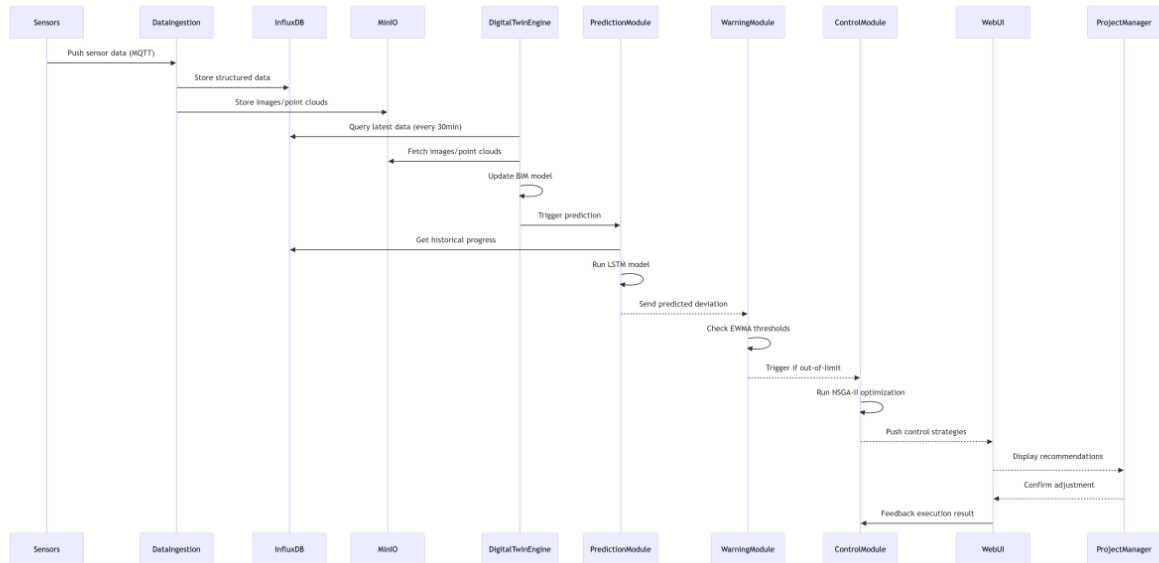 Sensors
DataIngestion
InfluxDB
MinIO
DigitalTwinEngine
PredictionModule
WarningModule
ControlModule
WebUI
ProjectManager
Push sensor data (MQTT)
Store structured data
Store images/point clouds
Query latest data (every 30min)
Fetch images/point clouds
Update BIM model
Trigger prediction
Get historical progress
Run LSTM model
Send predicted deviation
Check EWMA thresholds
Trigger if out-of-limit
Run NSGA-II optimization
Push control strategies
Display recommendations
Confirm adjustment
Feedback execution result
Sensors
DataIngestion
InfluxDB
MinIO
DigitalTwinEngine
PredictionModule
WarningModule
ControlModule
WebUI
ProjectManager